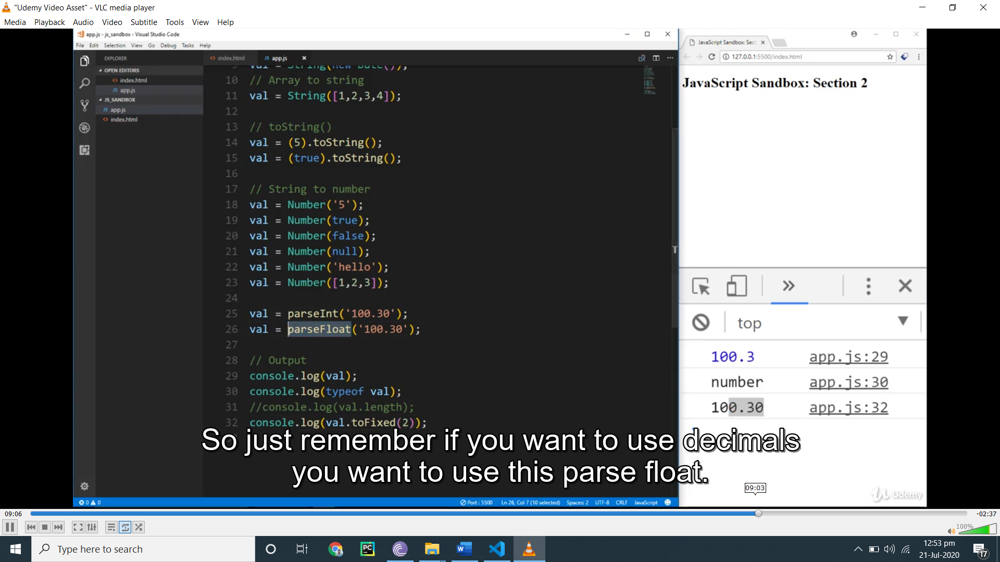 "Udemy Video Asset" - VLC media player
Media Playback Audio Video Subtitle Tools View Help
app.js - js_sandbox - Visual Studio Code
File Edit Selection View Go Debug Tasks Help
EXPLORER
OPEN EDITORS
index.html
app.js
JS_SANDBOX
app.js
index.html
index.html
app.js
9 val = String(new Date());
10 // Array to string
11 val = String([1,2,3,4]);
12
13 // toString()
14 val = (5).toString();
15 val = (true).toString();
16
17 // String to number
18 val = Number('5');
19 val = Number(true);
20 val = Number(false);
21 val = Number(null);
22 val = Number('hello');
23 val = Number([1,2,3]);
24
25 val = parseInt('100.30');
26 val = parseFloat('100.30');
27
28 // Output
29 console.log(val);
30 console.log(typeof val);
31 //console.log(val.length);
32 console.log(val.toFixed(2));
JavaScript Sandbox: Sect
127.0.0.1:5500/index.html
JavaScript Sandbox: Section 2
top
100.3 app.js:29
number app.js:30
100.30 app.js:32
So just remember if you want to use decimals
you want to use this parse float.
09:03
Udemy
0 0
Port : 5500 Ln 26, Col 7 (10 selected) Spaces: 2 UTF-8 CRLF JavaScript
09:06
-02:37
100%
Type here to search
12:53 pm
21-Jul-2020
17